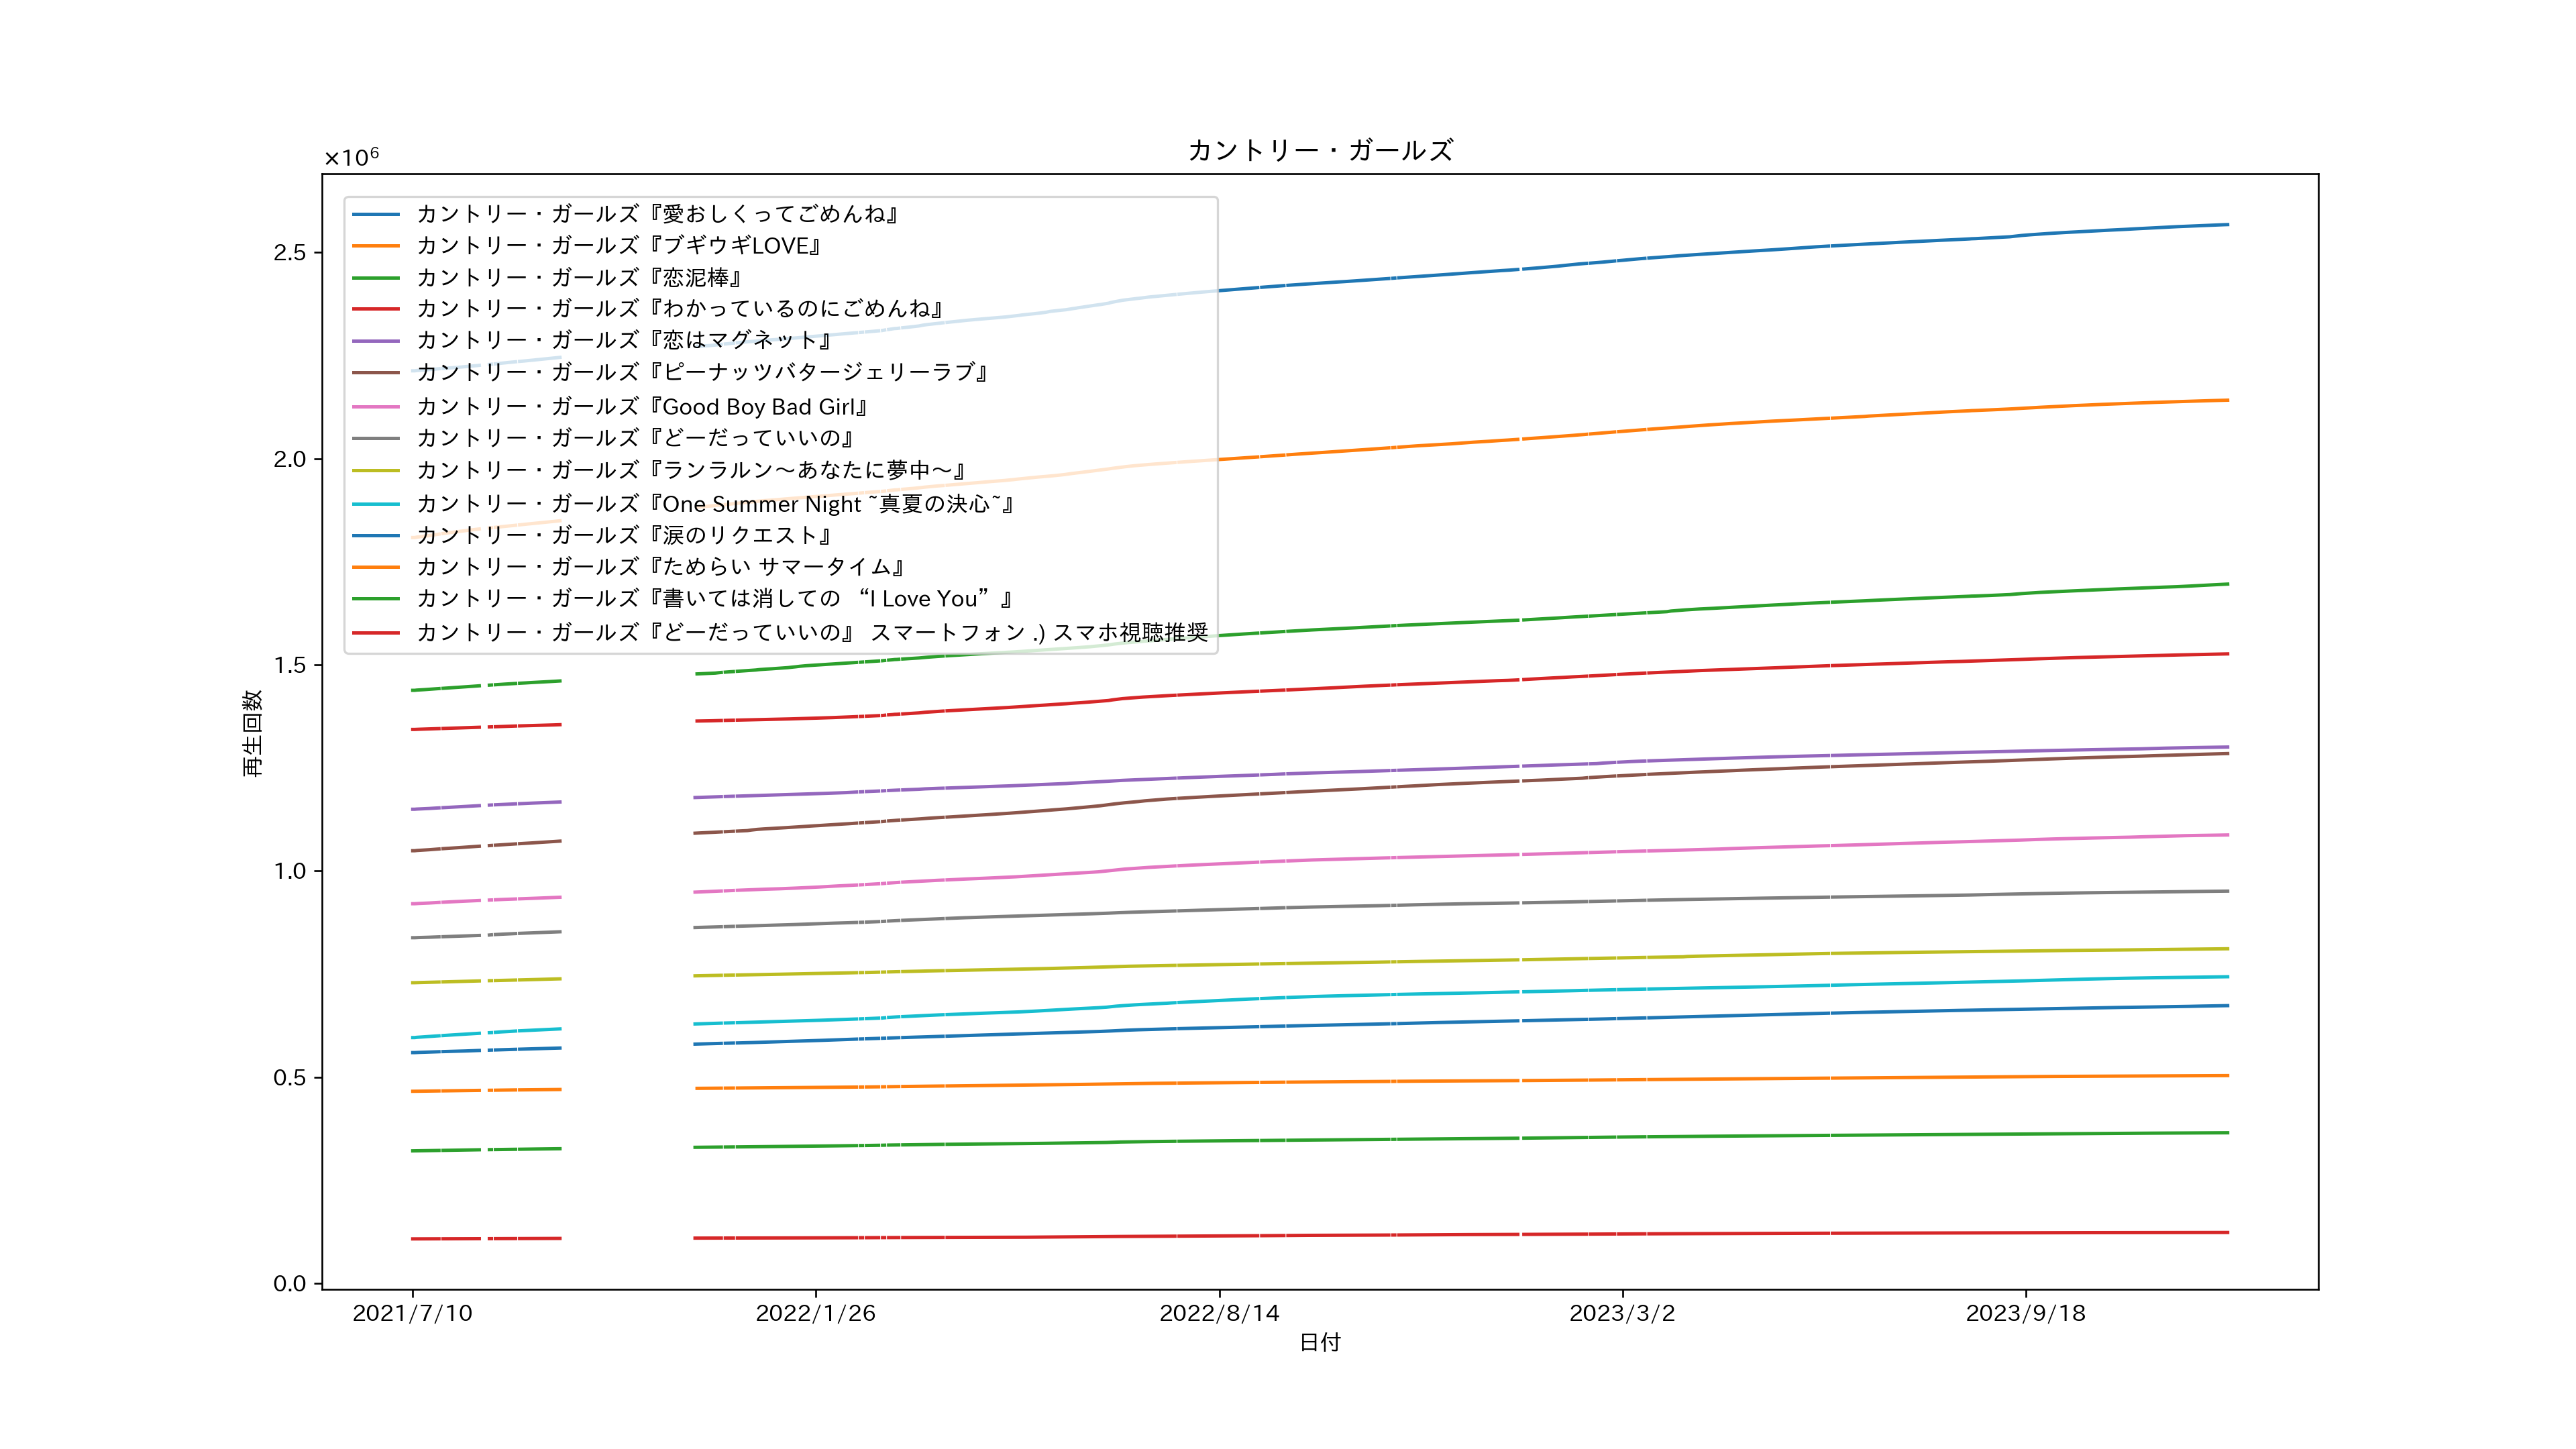 カントリー・ガールズ
×10⁶
カントリー・ガールズ『愛おしくってごめんね』
カントリー・ガールズ『ブギウギLOVE』
カントリー・ガールズ『恋泥棒』
カントリー・ガールズ『わかっているのにごめんね』
カントリー・ガールズ『恋はマグネット』
カントリー・ガールズ『ピーナッツバタージェリーラブ』
カントリー・ガールズ『Good Boy Bad Girl』
カントリー・ガールズ『どーだっていいの』
カントリー・ガールズ『ランラルン～あなたに夢中～』
カントリー・ガールズ『One Summer Night ~真夏の決心~』
カントリー・ガールズ『涙のリクエスト』
カントリー・ガールズ『ためらい サマータイム』
カントリー・ガールズ『書いては消しての “I Love You” 』
カントリー・ガールズ『どーだっていいの』 スマートフォン .) スマホ視聴推奨
2.5
2.0
1.5
1.0
0.5
0.0
再生回数
2021/7/10
2022/1/26
2022/8/14
2023/3/2
2023/9/18
日付